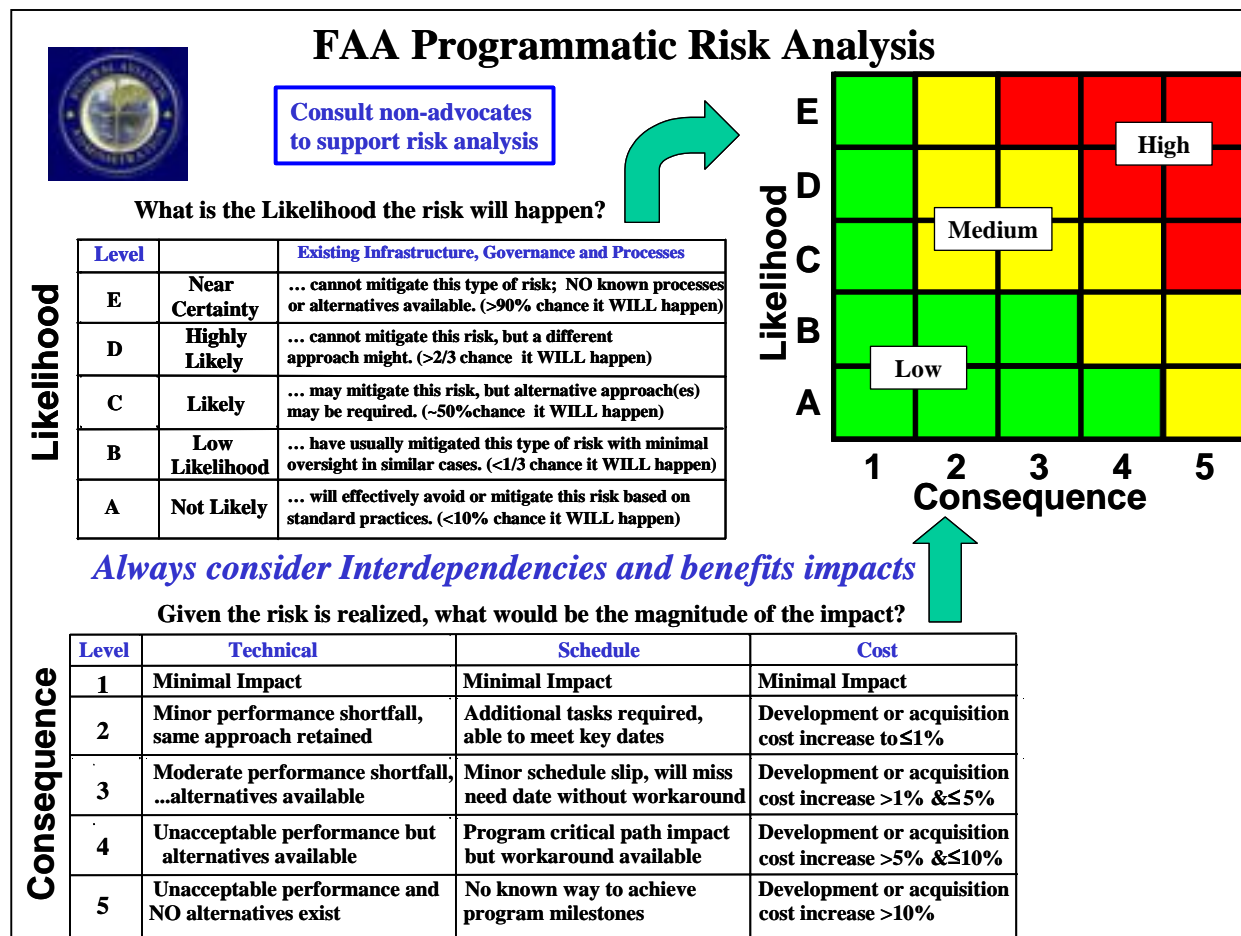 FAA Programmatic Risk Analysis
Consult non-advocates
to support risk analysis
What is the Likelihood the risk will happen?
Likelihood
Level
Existing Infrastructure, Governance and Processes
E
Near
Certainty
… cannot mitigate this type of risk; NO known processes
or alternatives available. (>90% chance it WILL happen)
D
Highly
Likely
… cannot mitigate this risk, but a different
approach might. (>2/3 chance it WILL happen)
C
Likely
… may mitigate this risk, but alternative approach(es)
may be required. (~50%chance it WILL happen)
B
Low
Likelihood
… have usually mitigated this type of risk with minimal
oversight in similar cases. (<1/3 chance it WILL happen)
A
Not Likely
… will effectively avoid or mitigate this risk based on
standard practices. (<10% chance it WILL happen)
Likelihood
E
D
C
B
A
High
Medium
Low
1 2 3 4 5
Consequence
Always consider Interdependencies and benefits impacts
Given the risk is realized, what would be the magnitude of the impact?
Consequence
Level Technical Schedule Cost
1 Minimal Impact Minimal Impact Minimal Impact
2
Minor performance shortfall,
same approach retained
Additional tasks required,
able to meet key dates
Development or acquisition
cost increase to ≤1%
3
Moderate performance shortfall,
...alternatives available
Minor schedule slip, will miss
need date without workaround
Development or acquisition
cost increase >1% &≤ 5%
4
Unacceptable performance but
alternatives available
Program critical path impact
but workaround available
Development or acquisition
cost increase >5% &≤10%
5
Unacceptable performance and
NO alternatives exist
No known way to achieve
program milestones
Development or acquisition
cost increase >10%